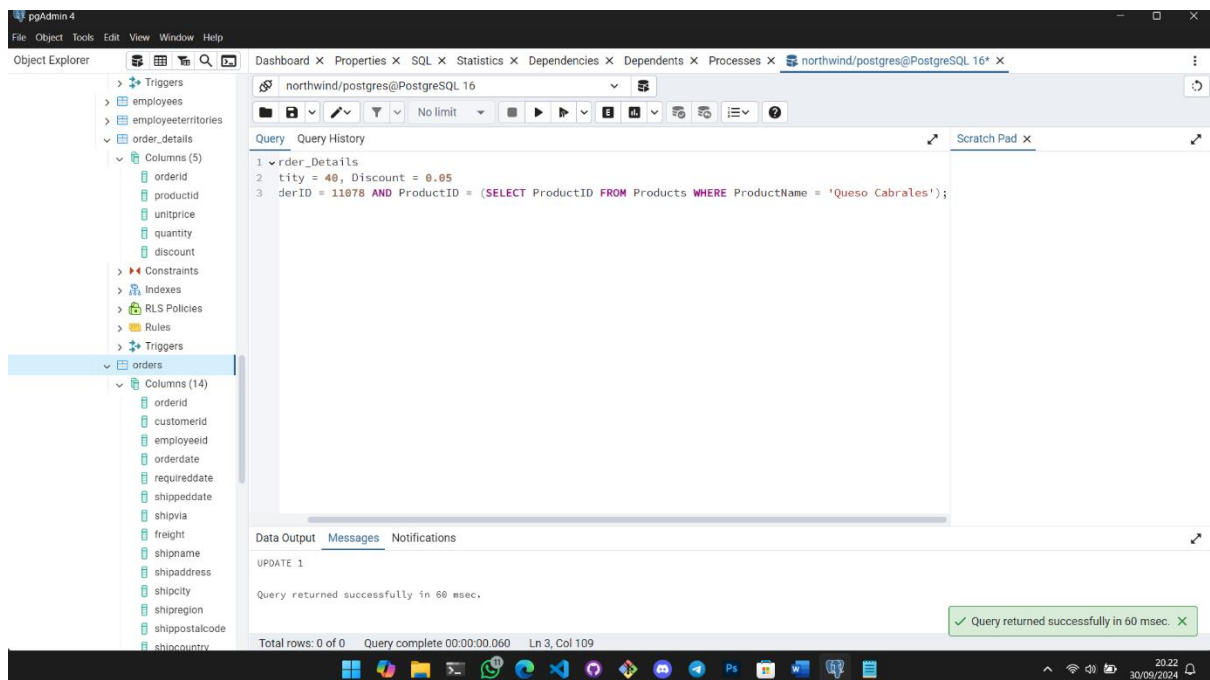 pgAdmin 4
File Object Tools Edit View Window Help
Object Explorer
Dashboard X Properties X SQL X Statistics X Dependencies X Dependents X Processes X northwind/postgres@PostgreSQL 16* X
northwind/postgres@PostgreSQL 16
No limit
Query Query History
Scratch Pad X
Triggers
employees
employeeterritories
order_details
Columns (5)
orderid
productid
unitprice
quantity
discount
Constraints
Indexes
RLS Policies
Rules
Triggers
orders
Columns (14)
orderid
customerid
employeeid
orderdate
requireddate
shippeddate
shipvia
freight
shipname
shipaddress
shipcity
shipregion
shippostalcode
shipcountry
1 rder_Details
2 tity = 40, Discount = 0.05
3 derID = 11078 AND ProductID = (SELECT ProductID FROM Products WHERE ProductName = 'Queso Cabrales');
Data Output Messages Notifications
UPDATE 1
Query returned successfully in 60 msec.
Query returned successfully in 60 msec. X
Total rows: 0 of 0 Query complete 00:00:00.060 Ln 3, Col 109
Ps
20.22
30/09/2024